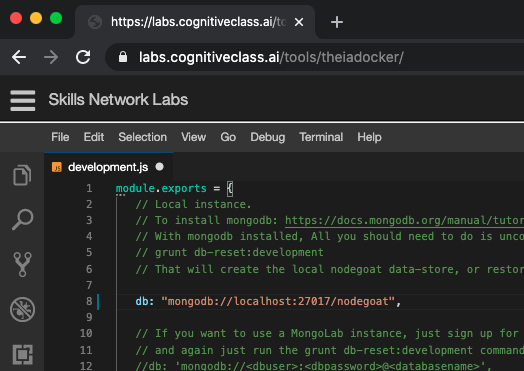 https://labs.cognitiveclass.ai/to
labs.cognitiveclass.ai/tools/theiadocker/
Skills Network Labs
File Edit Selection View Go Debug Terminal Help
development.js
1 module.exports = {
2 // Local instance.
3 // To install mongodb: https://docs.mongodb.org/manual/tutor
4 // With mongodb installed, All you should need to do is unco
5 // grunt db-reset:development
6 // That will create the local nodegoat data-store, or restor
7
8 db: "mongodb://localhost:27017/nodegoat",
9
10 // If you want to use a MongoLab instance, just sign up for
11 // and again just run the grunt db-reset:development command
12 //db: 'mongodb://<dbuser>:<dbpassword>@<databasename>',